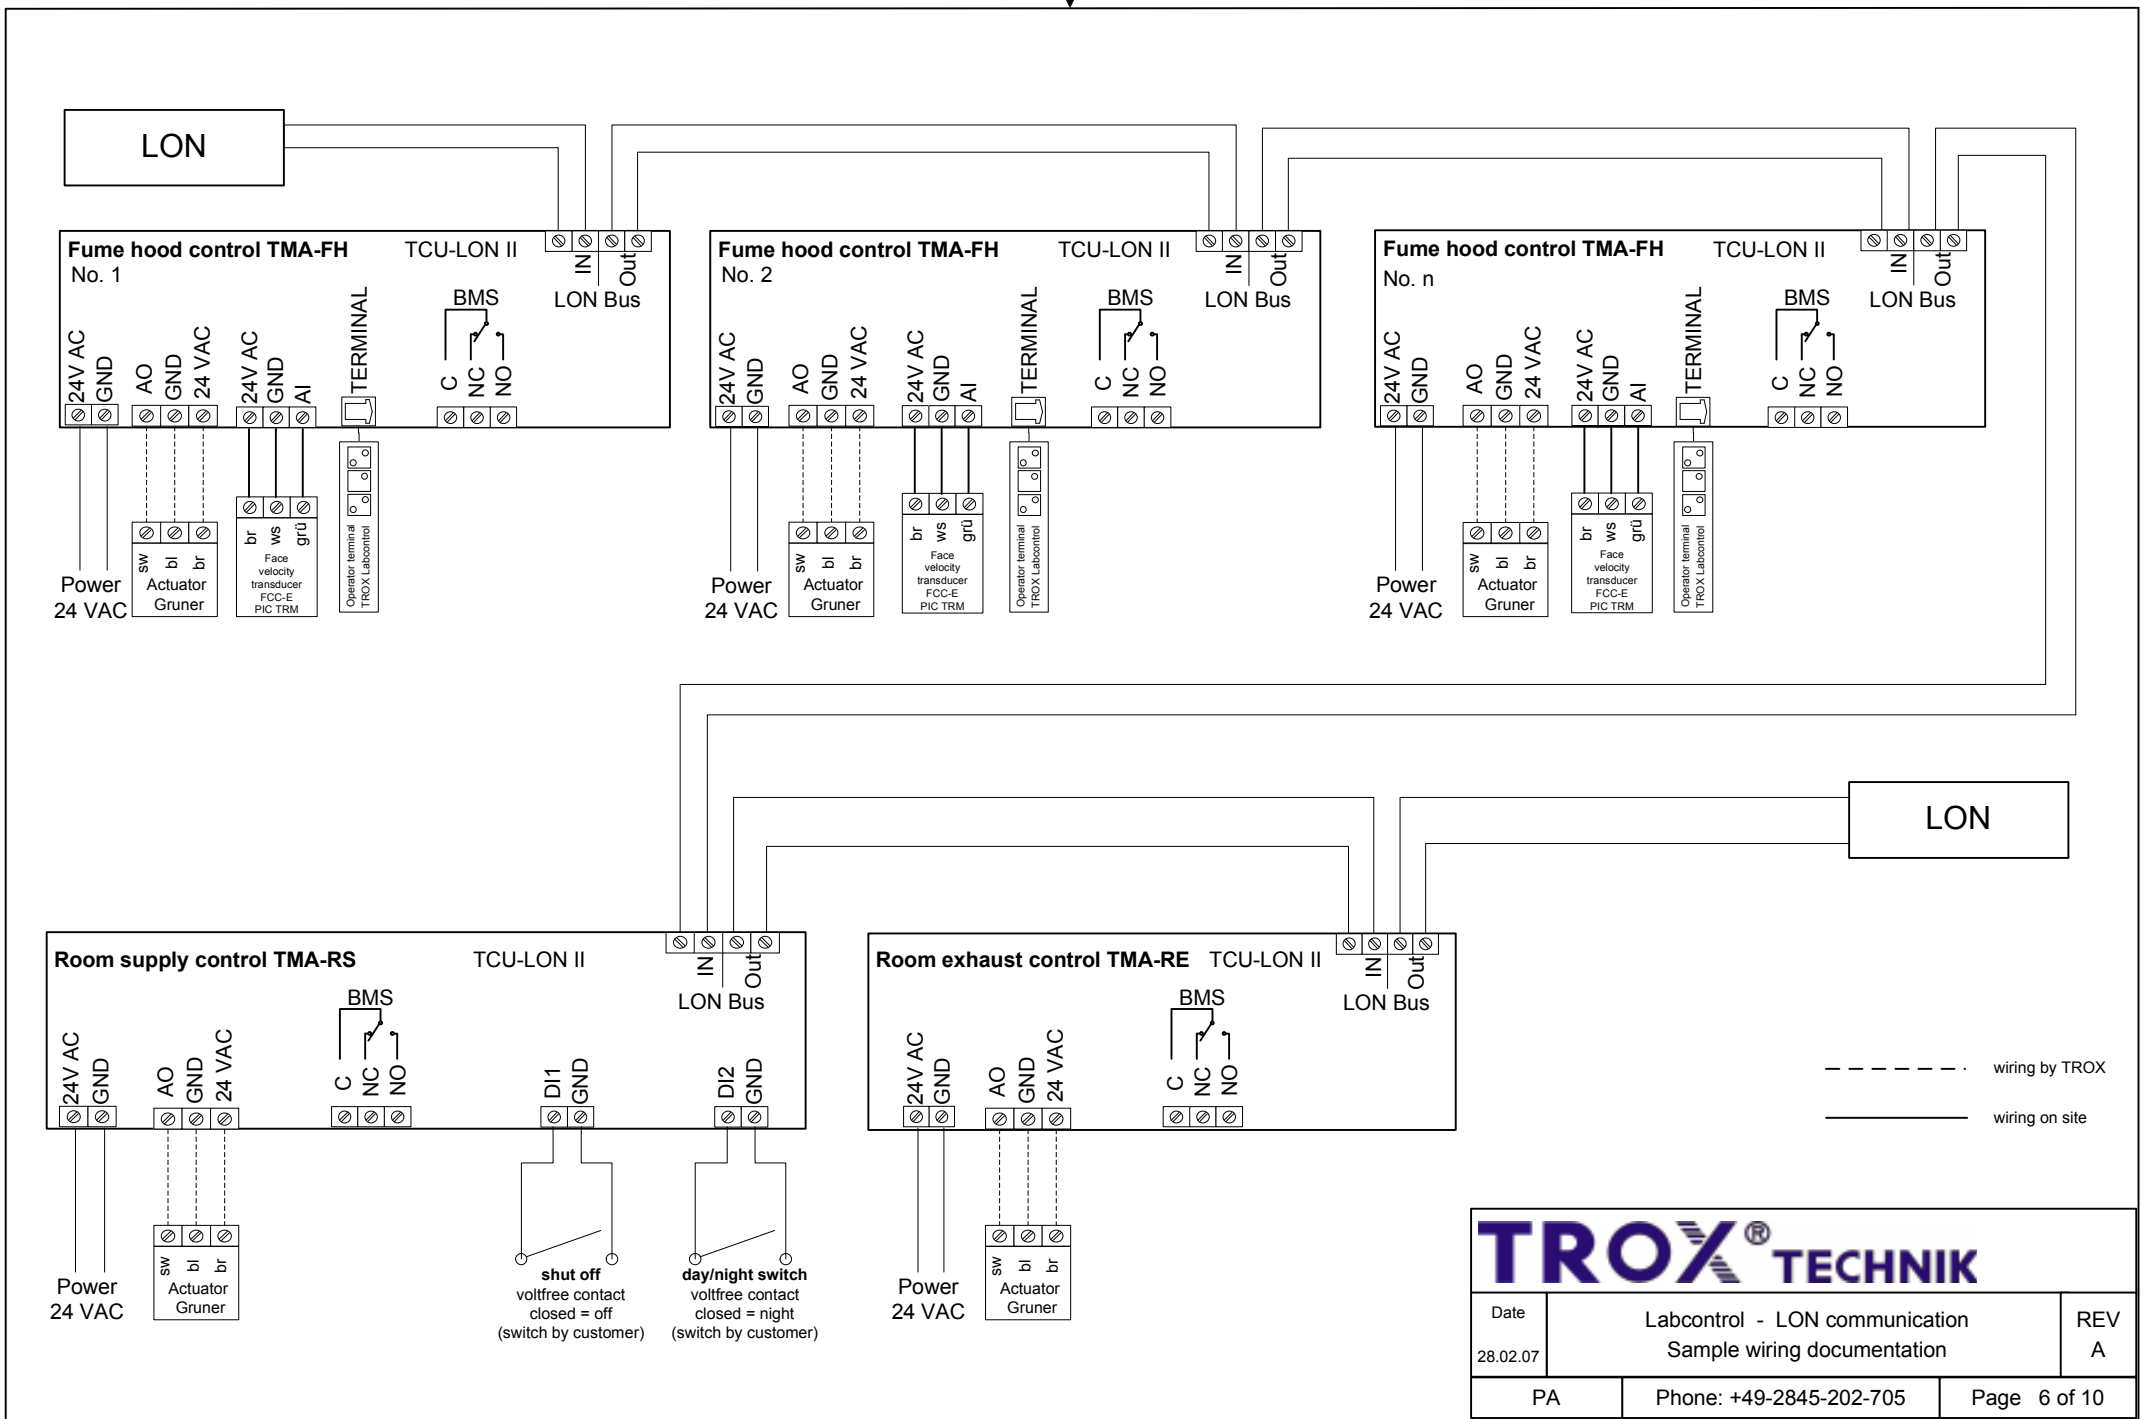 LON
Fume hood control TMA-FH TCU-LON II
No. 1
IN Out
LON Bus
BMS
C NC NO
24V AC GND
AO GND 24 VAC
24V AC GND AI
TERMINAL
Power
24 VAC
sw bl br
Actuator
Gruner
br ws grü
Face
velocity
transducer
FCC-E
PIC TRM
Operator terminal
TROX Labcontrol
Fume hood control TMA-FH TCU-LON II
No. 2
IN Out
LON Bus
BMS
C NC NO
24V AC GND
AO GND 24 VAC
24V AC GND AI
TERMINAL
Power
24 VAC
sw bl br
Actuator
Gruner
br ws grü
Face
velocity
transducer
FCC-E
PIC TRM
Operator terminal
TROX Labcontrol
Fume hood control TMA-FH TCU-LON II
No. n
IN Out
LON Bus
BMS
C NC NO
24V AC GND
AO GND 24 VAC
24V AC GND AI
TERMINAL
Power
24 VAC
sw bl br
Actuator
Gruner
br ws grü
Face
velocity
transducer
FCC-E
PIC TRM
Operator terminal
TROX Labcontrol
LON
Room supply control TMA-RS TCU-LON II
IN Out
LON Bus
BMS
C NC NO
24V AC GND
AO GND 24 VAC
DI1 GND
DI2 GND
Power
24 VAC
sw bl br
Actuator
Gruner
shut off
voltfree contact
closed = off
(switch by customer)
day/night switch
voltfree contact
closed = night
(switch by customer)
Room exhaust control TMA-RE TCU-LON II
IN Out
LON Bus
BMS
C NC NO
24V AC GND
AO GND 24 VAC
Power
24 VAC
sw bl br
Actuator
Gruner
wiring by TROX
wiring on site
TROX® TECHNIK
Date
28.02.07
Labcontrol - LON communication
Sample wiring documentation
REV
A
PA
Phone: +49-2845-202-705
Page 6 of 10